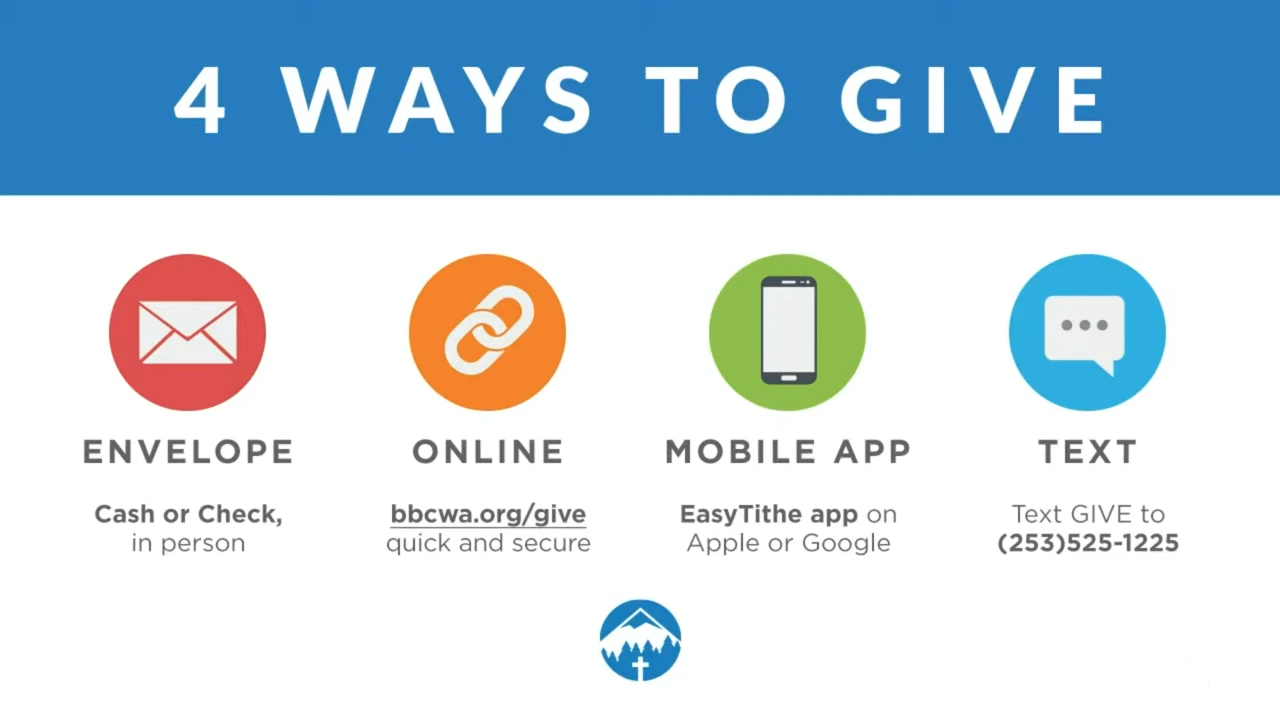 4 WAYS TO GIVE
ENVELOPE
Cash or Check,
in person
ONLINE
bbcwa.org/give
quick and secure
MOBILE APP
EasyTithe app on
Apple or Google
TEXT
Text GIVE to
(253)525-1225